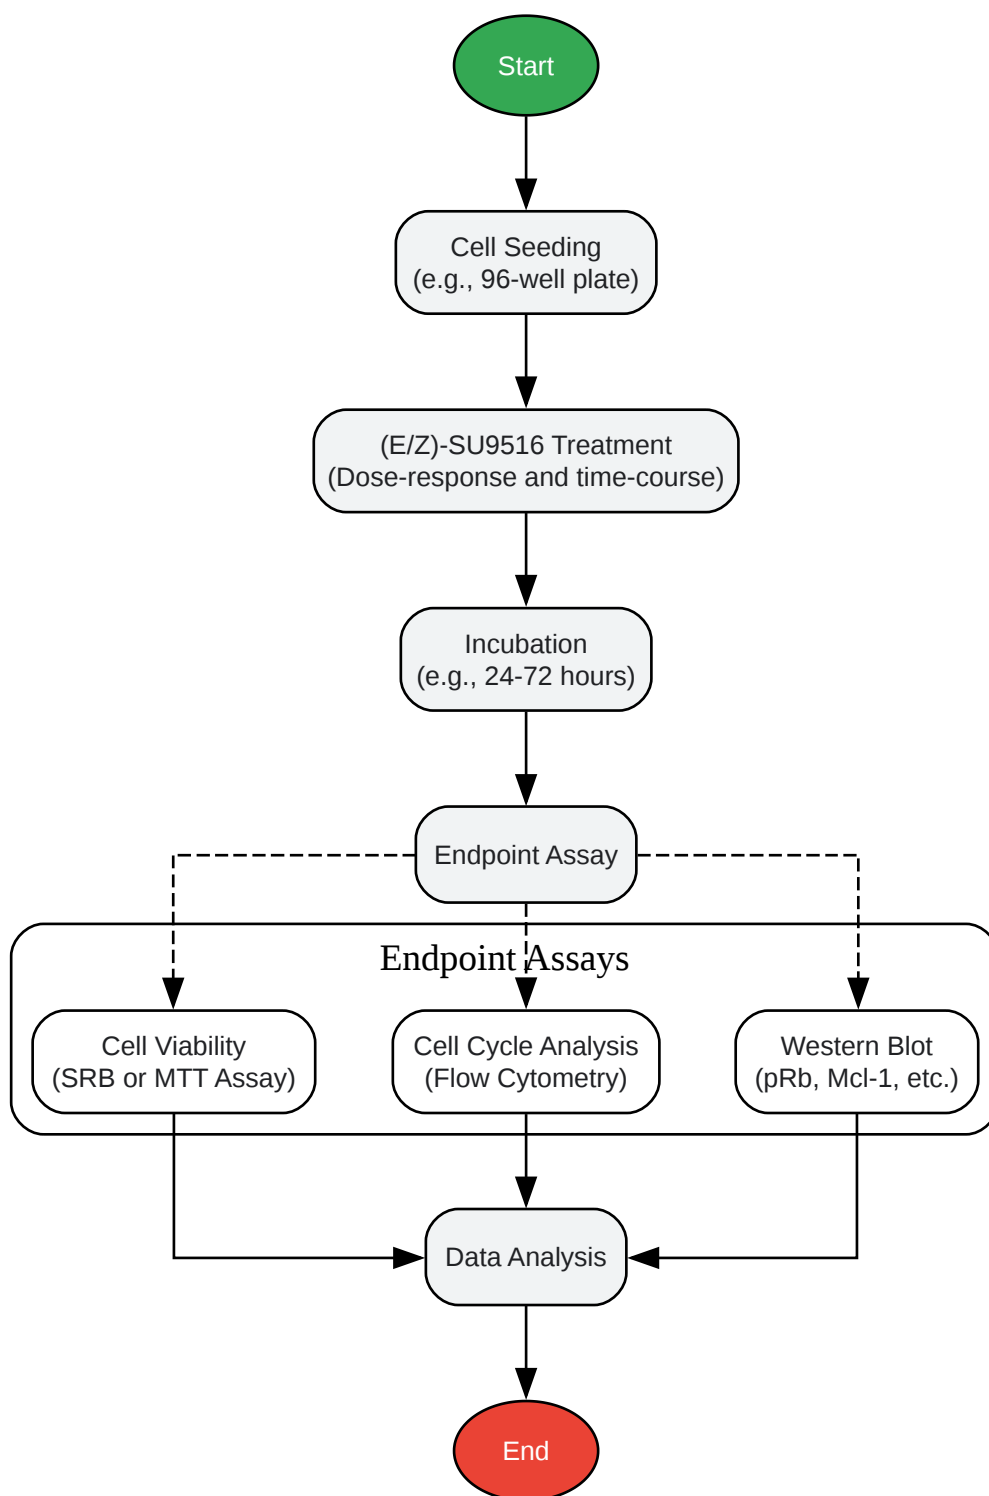 Start
Cell Seeding
(e.g., 96-well plate)
(E/Z)-SU9516 Treatment
(Dose-response and time-course)
Incubation
(e.g., 24-72 hours)
Endpoint Assay
Endpoint Assays
Cell Viability
(SRB or MTT Assay)
Cell Cycle Analysis
(Flow Cytometry)
Western Blot
(pRb, Mcl-1, etc.)
Data Analysis
End